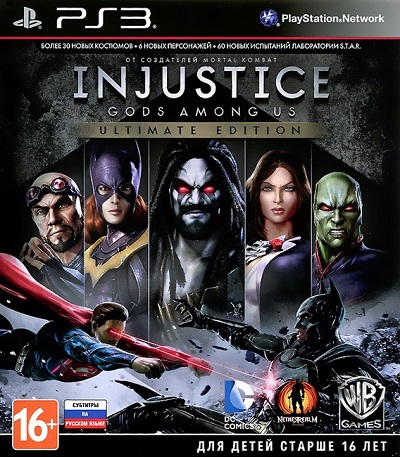 PS3
PlayStation®Network
БОЛЕЕ 30 НОВЫХ КОСТЮМОВ • 6 НОВЫХ ПЕРСОНАЖЕЙ • 60 НОВЫХ ИСПЫТАНИЙ ЛАБОРАТОРИИ S.T.A.R.
ОТ СОЗДАТЕЛЕЙ MORTAL KOMBAT
INJUSTICE
GODS AMONG US
ULTIMATE EDITION
16+
СУБТИТРЫ
НА
РУССКОМ ЯЗЫКЕ
DC
COMICS
NETHERREALM
WB
GAMES
ДЛЯ ДЕТЕЙ СТАРШЕ 16 ЛЕТ